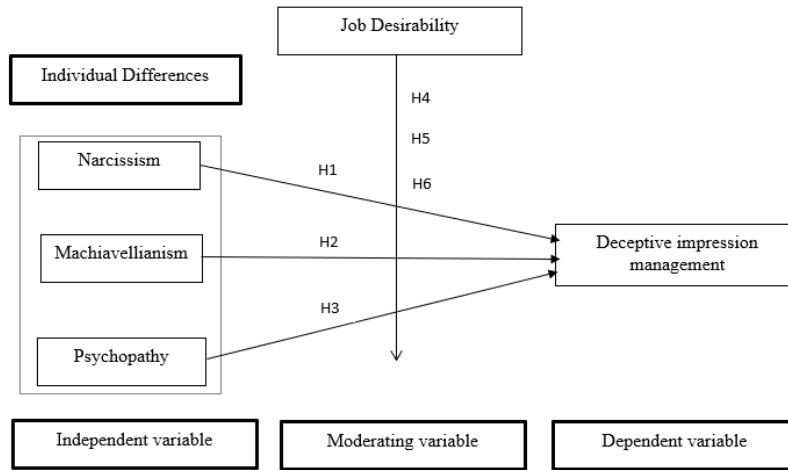 Job Desirability
Individual Differences
H4
H5
Narcissism
H1
H6
Machiavellianism
H2
Deceptive impression
management
H3
Psychopathy
Independent variable
Moderating variable
Dependent variable